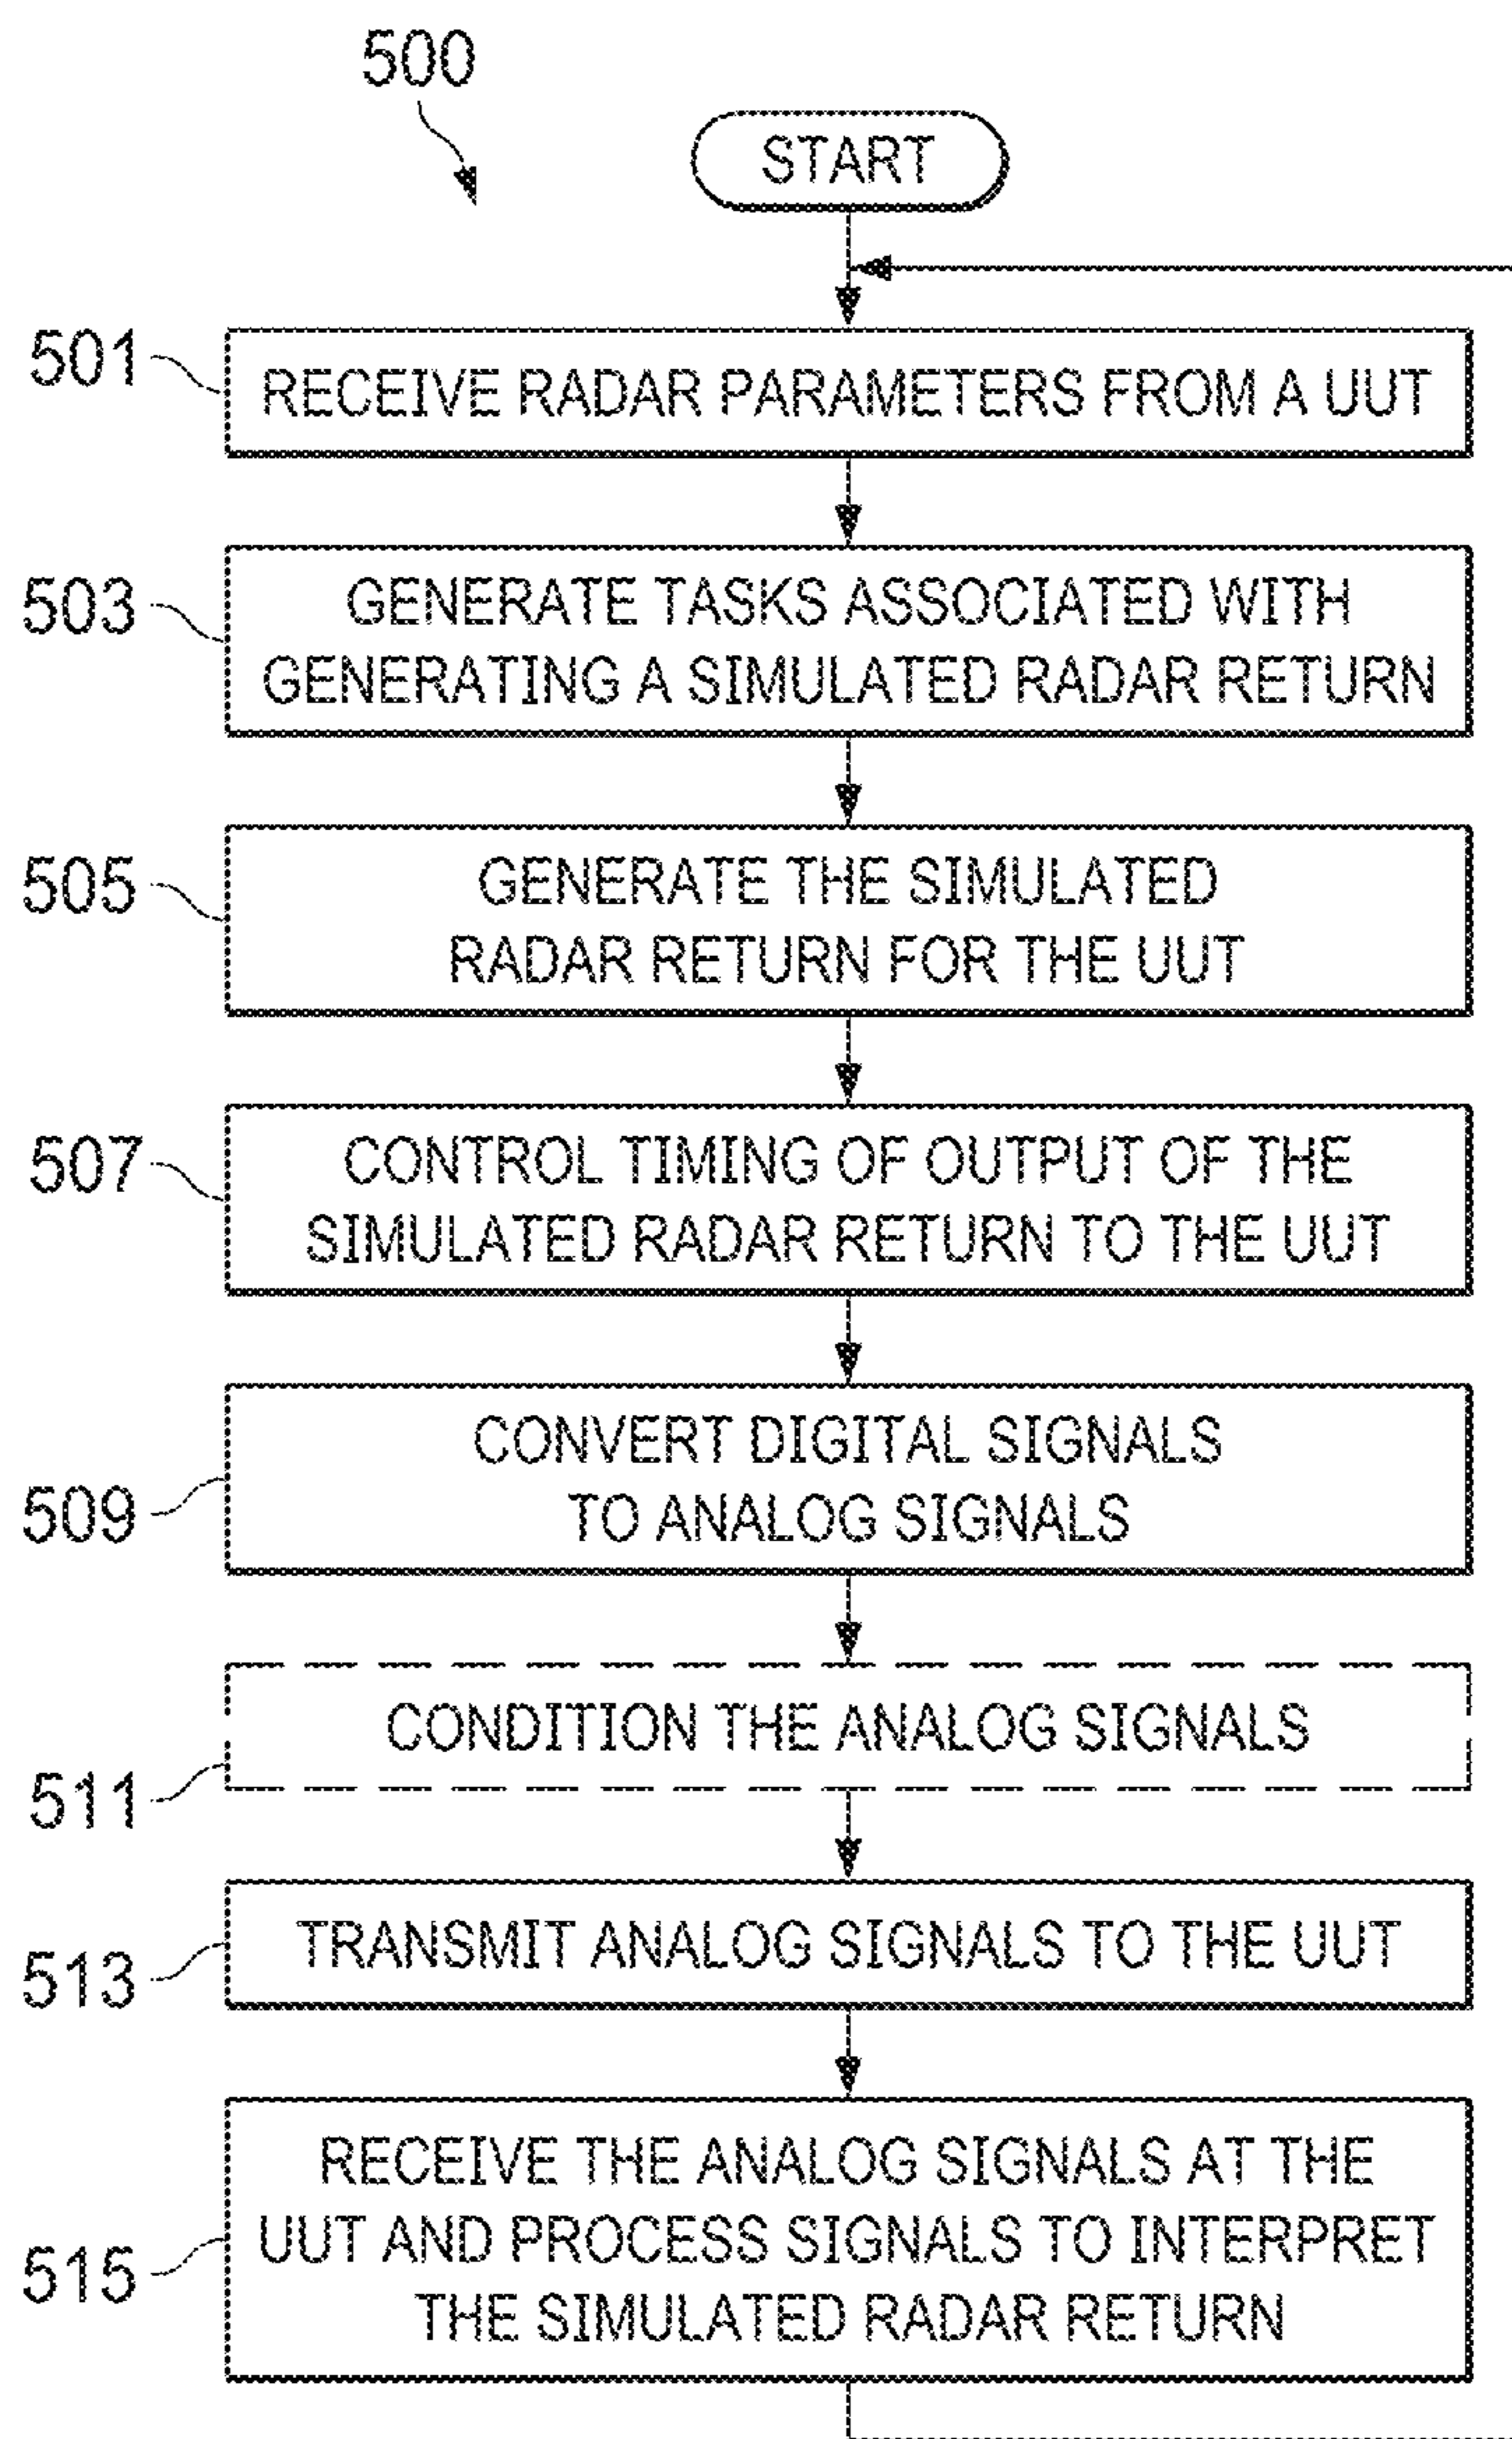 500
START
501
RECEIVE RADAR PARAMETERS FROM A UUT
503
GENERATE TASKS ASSOCIATED WITH
GENERATING A SIMULATED RADAR RETURN
505
GENERATE THE SIMULATED
RADAR RETURN FOR THE UUT
507
CONTROL TIMING OF OUTPUT OF THE
SIMULATED RADAR RETURN TO THE UUT
509
CONVERT DIGITAL SIGNALS
TO ANALOG SIGNALS
511
CONDITION THE ANALOG SIGNALS
513
TRANSMIT ANALOG SIGNALS TO THE UUT
515
RECEIVE THE ANALOG SIGNALS AT THE
UUT AND PROCESS SIGNALS TO INTERPRET
THE SIMULATED RADAR RETURN